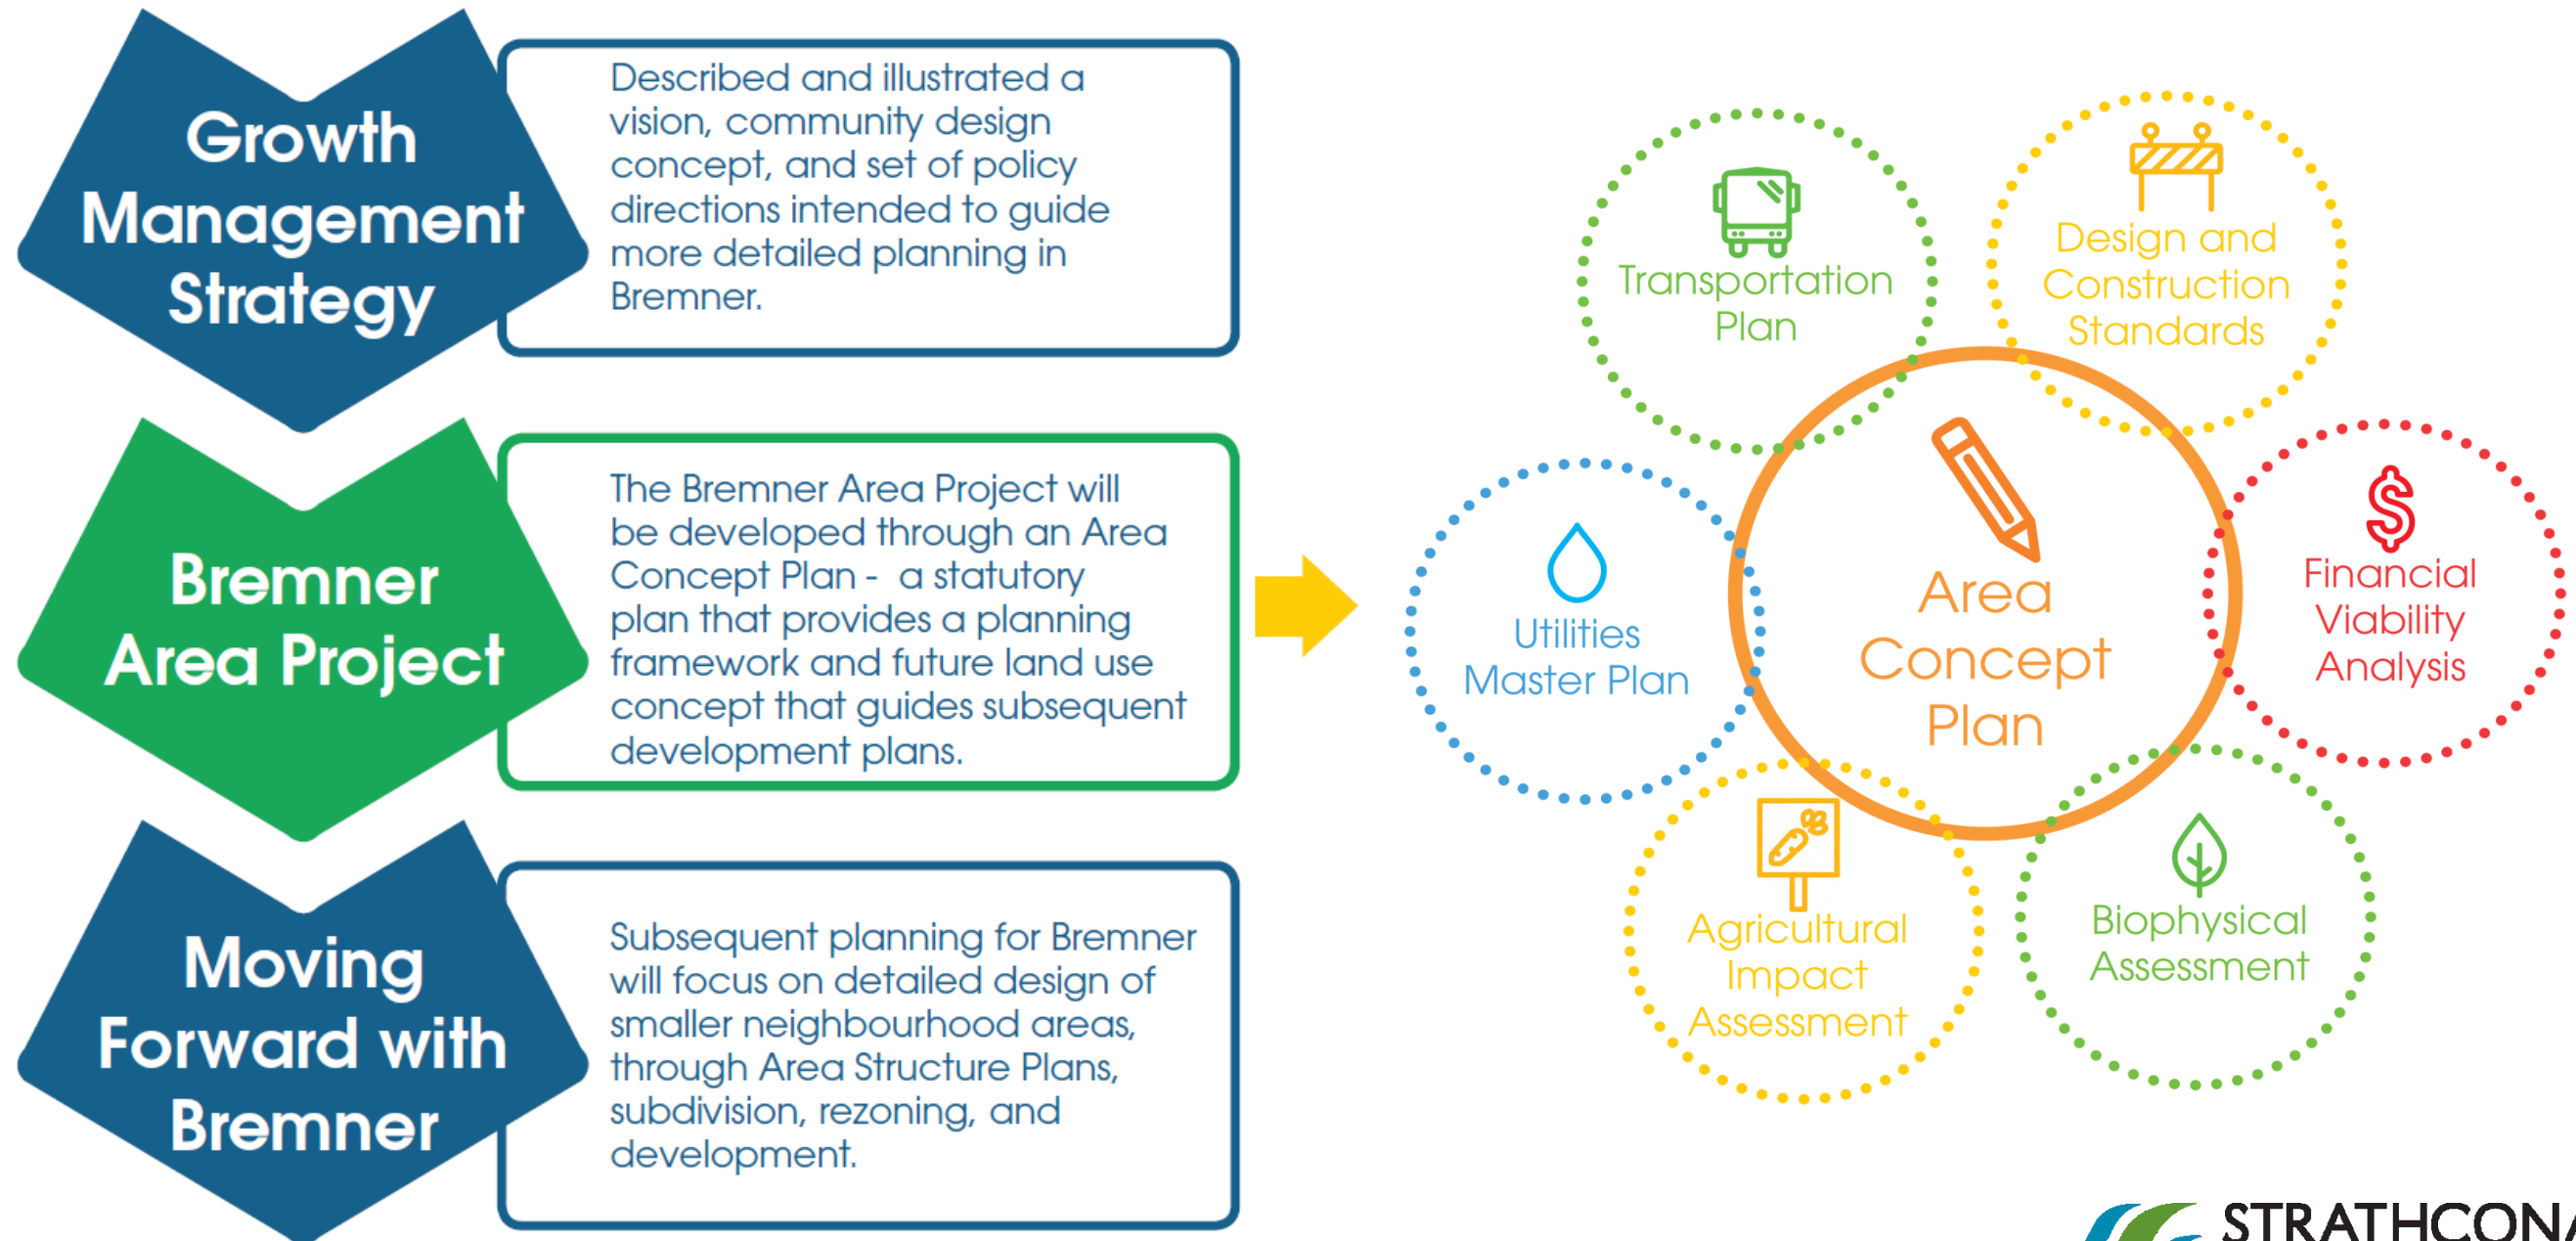 Growth
Management
Strategy
Described and illustrated a
vision, community design
concept, and set of policy
directions intended to guide
more detailed planning in
Bremner.
Bremner
Area Project
The Bremner Area Project will
be developed through an Area
Concept Plan - a statutory
plan that provides a planning
framework and future land use
concept that guides subsequent
development plans.
Moving
Forward with
Bremner
Subsequent planning for Bremner
will focus on detailed design of
smaller neighbourhood areas,
through Area Structure Plans,
subdivision, rezoning, and
development.
Transportation
Plan
Design and
Construction
Standards
Utilities
Master Plan
Area
Concept
Plan
$
Financial
Viability
Analysis
Agricultural
Impact
Assessment
Biophysical
Assessment